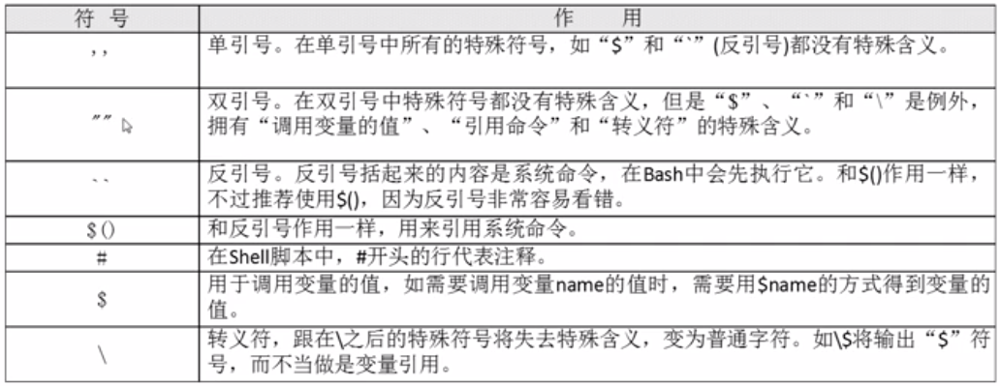 符 号 作 用
' ' 单引号。在单引号中所有的特殊符号，如“$”和“`”(反引号)都没有特殊含义。
"" 双引号。在双引号中特殊符号都没有特殊含义，但是“$”、“`”和“\”是例外，
拥有“调用变量的值”、“引用命令”和“转义符”的特殊含义。
`` 反引号。反引号括起来的内容是系统命令，在Bash中会先执行它。和$()作用一样，
不过推荐使用$()，因为反引号非常容易看错。
$() 和反引号作用一样，用来引用系统命令。
# 在Shell脚本中，#开头的行代表注释。
$ 用于调用变量的值，如需要调用变量name的值时，需要用$name的方式得到变量的
值。
\ 转义符，跟在\之后的特殊符号将失去特殊含义，变为普通字符。如\$将输出“$”符
号，而不当做是变量引用。